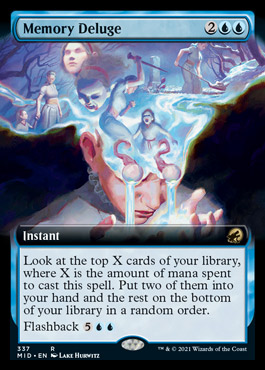 Memory Deluge 2
Instant
Look at the top X cards of your library,
where X is the amount of mana spent
to cast this spell. Put two of them into
your hand and the rest on the bottom
of your library in a random order.
Flashback 5
337 R
MID • EN LAKE HURWITZ ™ & © 2021 Wizards of the Coast